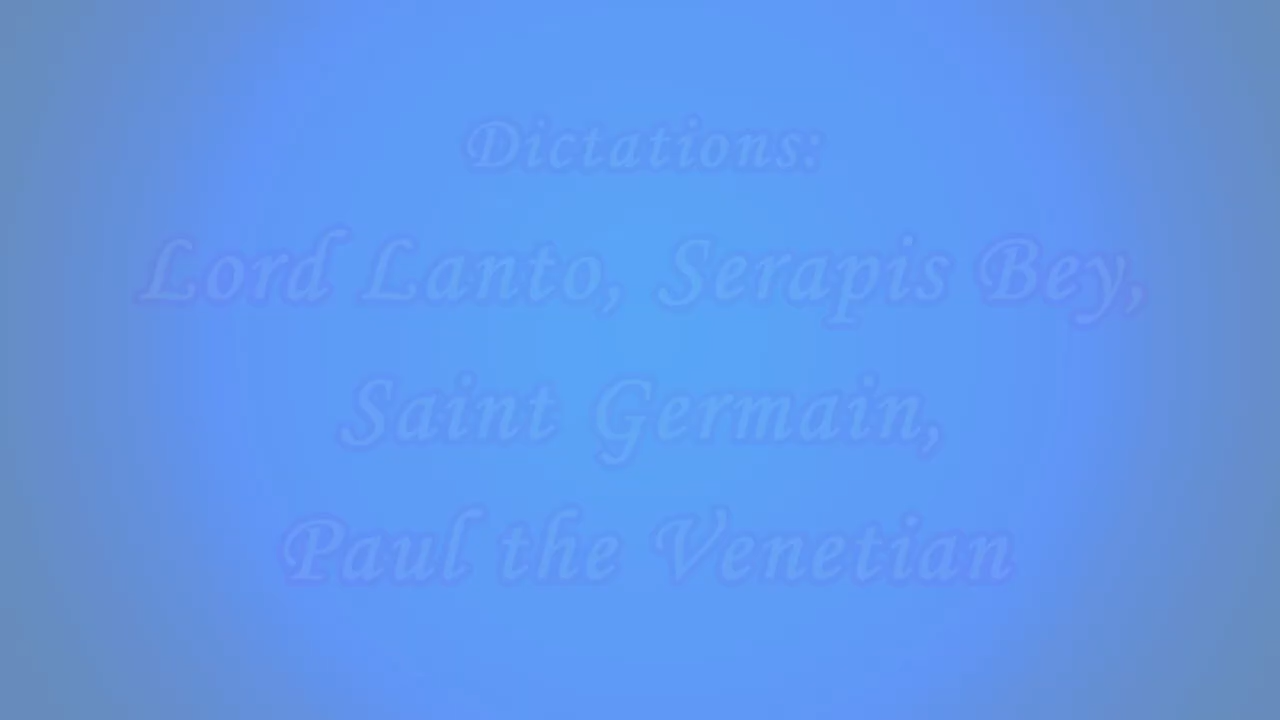 Dictations:
Lord Lanto, Serapis Bey,
Saint Germain,
Paul the Venetian